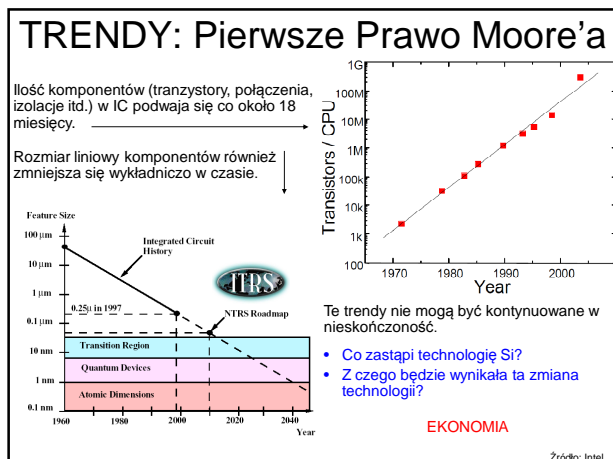 TRENDY: Pierwsze Prawo Moore'a
Ilość komponentów (tranzystory, połączenia,
izolacje itd.) w IC podwaja się co około 18
miesięcy.
Rozmiar liniowy komponentów również
zmniejsza się wykładniczo w czasie.
Transistors / CPU
1G
100M
10M
1M
100k
10k
1k
100
1970 1980 1990 2000
Year
Feature Size
100 µm
10 µm
1 µm
0.1 µm
10 nm
1 nm
0.1 nm
Integrated Circuit
History
ITRS
0.25µ in 1997
NTRS Roadmap
Transition Region
Quantum Devices
Atomic Dimensions
1960 1980 2000 2020 2040
Year
Te trendy nie mogą być kontynuowane w
nieskończoność.
• Co zastąpi technologię Si?
• Z czego będzie wynikała ta zmiana
technologii?
EKONOMIA
Źródło: Intel